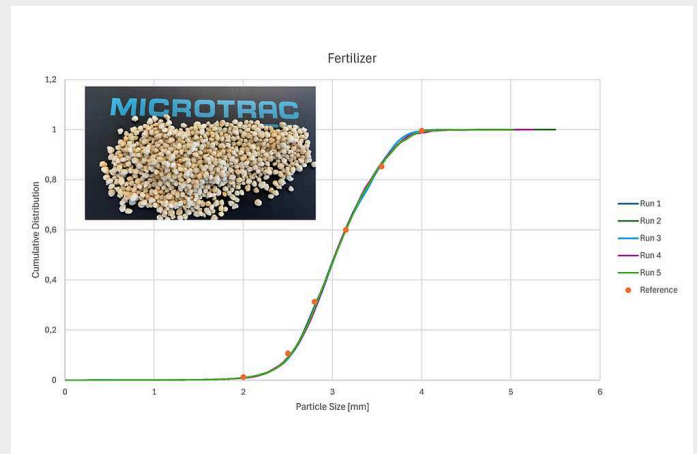 Fertilizer
1,2
1
0,8
0,6
0,4
0,2
0
Cumulative Distribution
MICROTRAC
0 1 2 3 4 5 6
Particle Size [mm]
Run 1
Run 2
Run 3
Run 4
Run 5
Reference